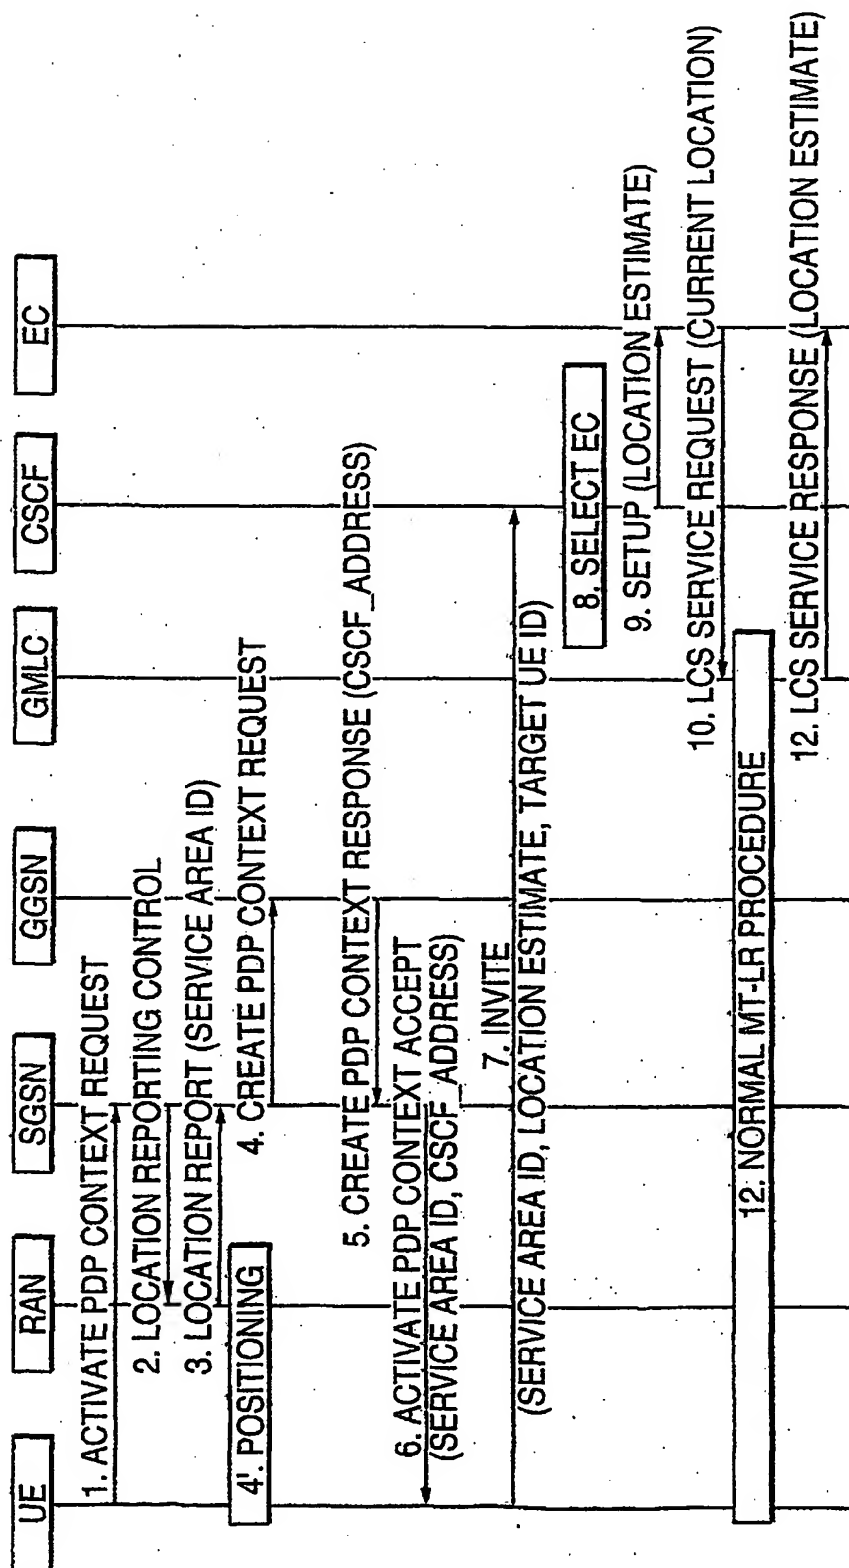 UE
RAN
SGSN
GGSN
GMLC
CSCF
EC
1. ACTIVATE PDP CONTEXT REQUEST
2. LOCATION REPORTING CONTROL
3. LOCATION REPORT (SERVICE AREA ID)
4'. POSITIONING
4. CREATE PDP CONTEXT REQUEST
5. CREATE PDP CONTEXT RESPONSE (CSCF_ADDRESS)
6. ACTIVATE PDP CONTEXT ACCEPT
(SERVICE AREA ID, CSCF_ADDRESS)
7. INVITE
(SERVICE AREA ID, LOCATION ESTIMATE, TARGET UE ID)
8. SELECT EC
9. SETUP (LOCATION ESTIMATE)
10. LCS SERVICE REQUEST (CURRENT LOCATION)
12. NORMAL MT-LR PROCEDURE
12. LCS SERVICE RESPONSE (LOCATION ESTIMATE)